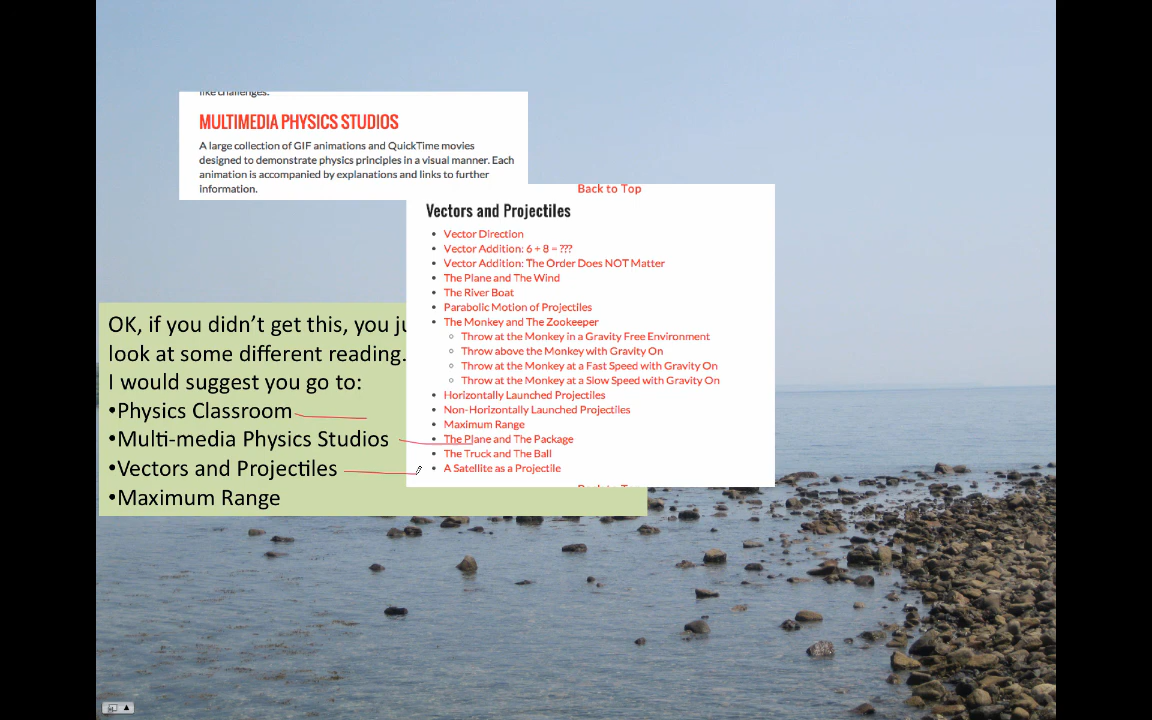 like challenges.
MULTIMEDIA PHYSICS STUDIOS
A large collection of GIF animations and QuickTime movies
designed to demonstrate physics principles in a visual manner. Each
animation is accompanied by explanations and links to further
information.
Back to Top
Vectors and Projectiles
• Vector Direction
• Vector Addition: 6 + 8 = ???
• Vector Addition: The Order Does NOT Matter
• The Plane and The Wind
• The River Boat
• Parabolic Motion of Projectiles
• The Monkey and The Zookeeper
◦ Throw at the Monkey in a Gravity Free Environment
◦ Throw above the Monkey with Gravity On
◦ Throw at the Monkey at a Fast Speed with Gravity On
◦ Throw at the Monkey at a Slow Speed with Gravity On
• Horizontally Launched Projectiles
• Non-Horizontally Launched Projectiles
• Maximum Range
• The Plane and The Package
• The Truck and The Ball
• A Satellite as a Projectile
OK, if you didn't get this, you
look at some different reading.
I would suggest you go to:
•Physics Classroom
•Multi-media Physics Studios
•Vectors and Projectiles
•Maximum Range